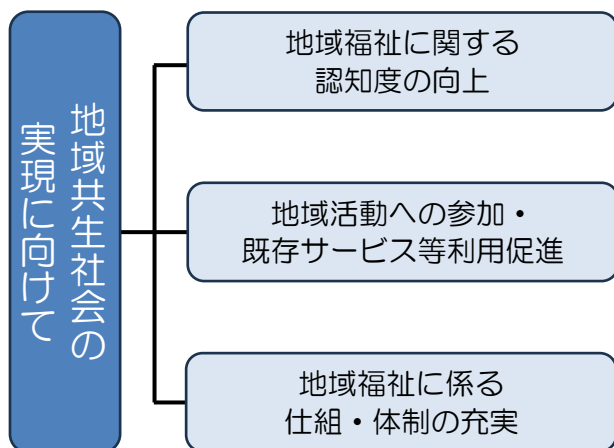 地域共生社会の
実現に向けて
地域福祉に関する
認知度の向上
地域活動への参加・
既存サービス等利用促進
地域福祉に係る
仕組・体制の充実